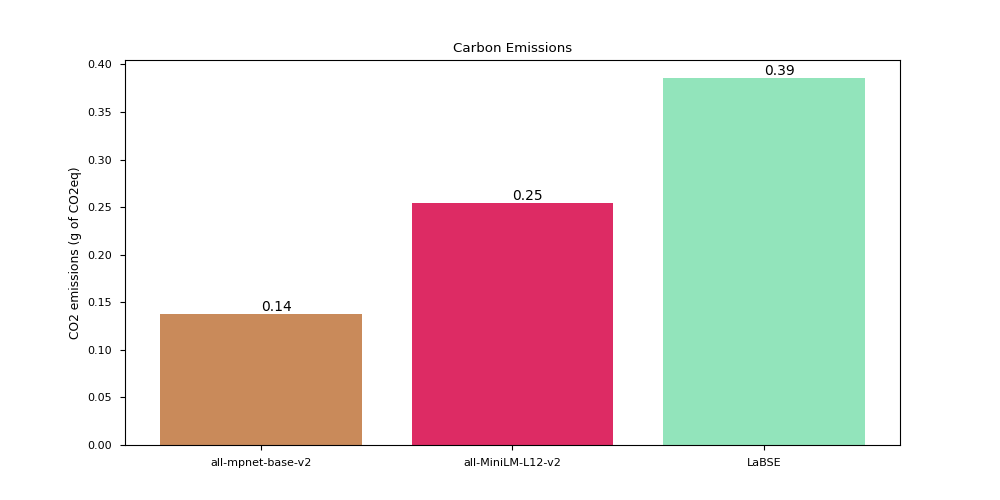 Carbon Emissions
CO2 emissions (g of CO2eq)
0.40
0.35
0.30
0.25
0.20
0.15
0.10
0.05
0.00
0.14
0.25
0.39
all-mpnet-base-v2
all-MiniLM-L12-v2
LaBSE